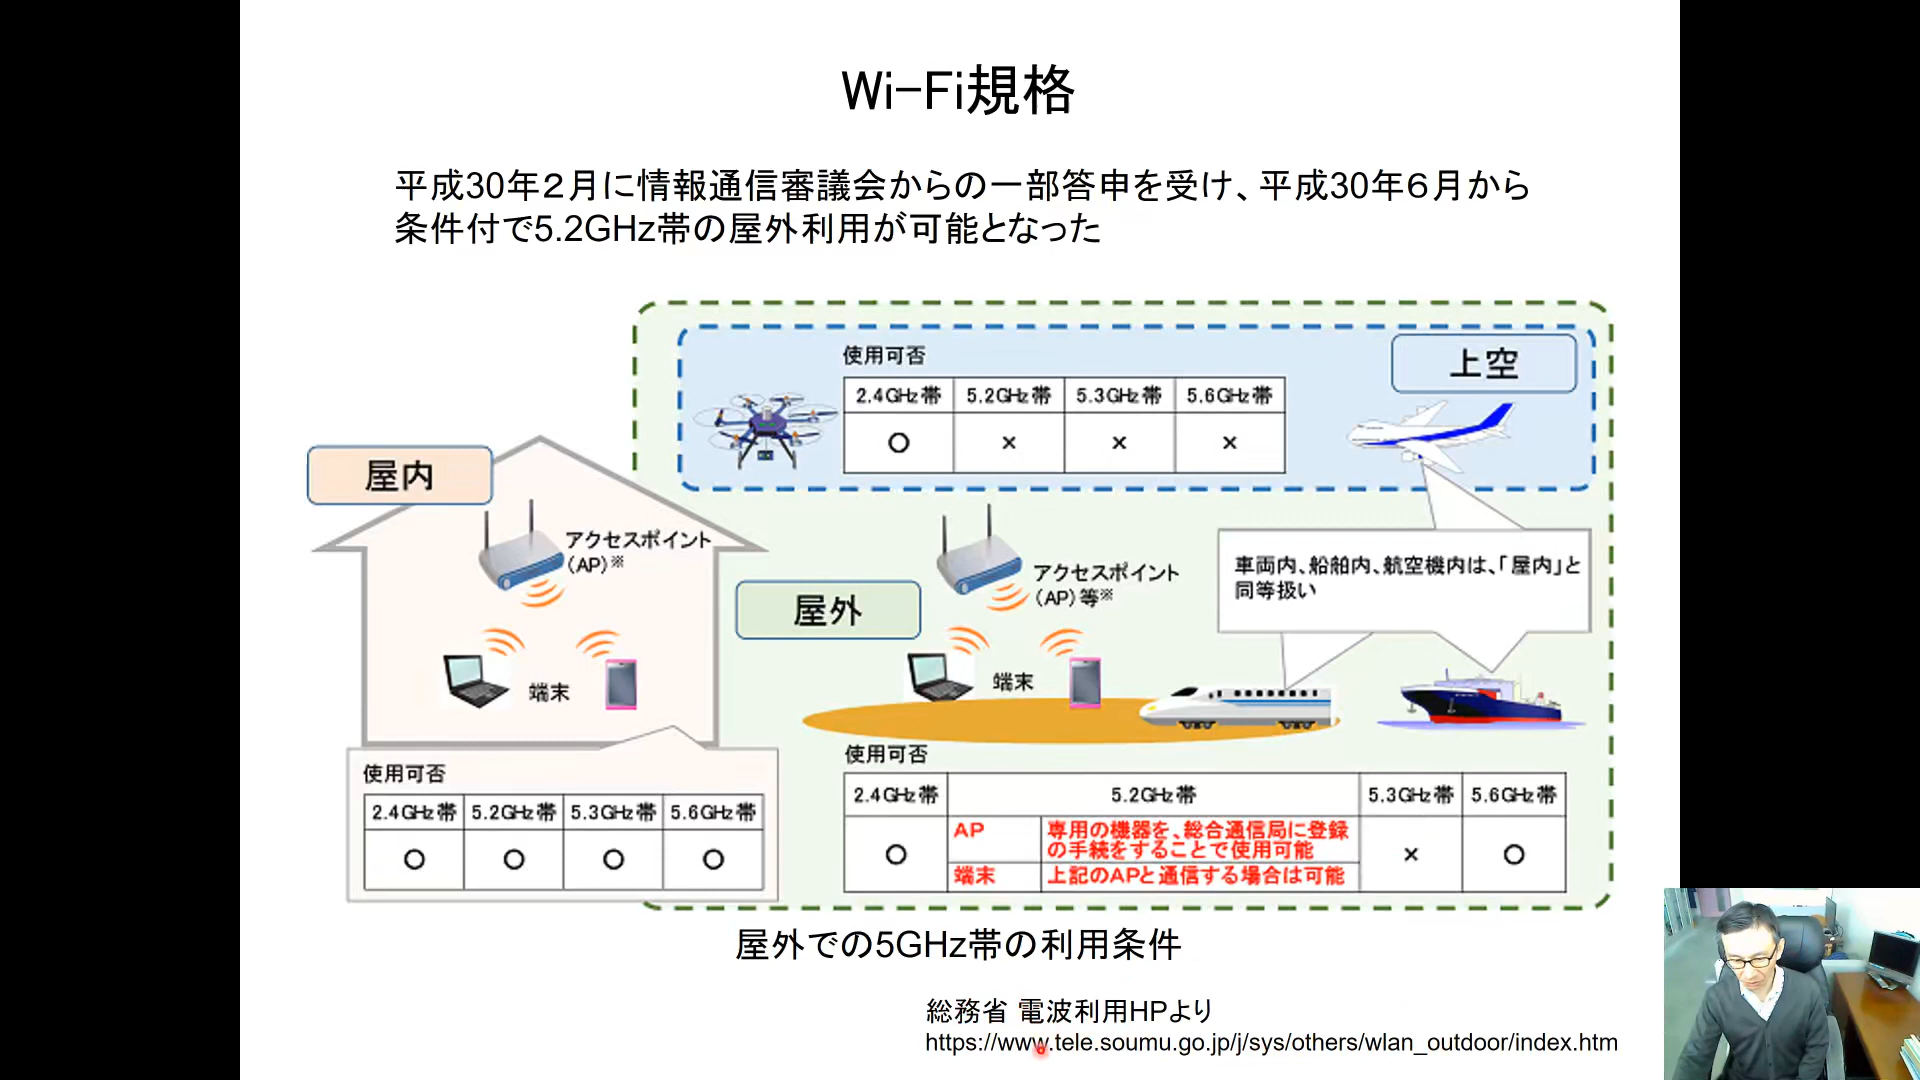 Wi-Fi規格
平成30年２月に情報通信審議会からの一部答申を受け、平成30年６月から
条件付で5.2GHz帯の屋外利用が可能となった
上空
使用可否
2.4GHz帯 5.2GHz帯 5.3GHz帯 5.6GHz帯
○ × × ×
屋内
アクセスポイント
(AP)※
端末
使用可否
2.4GHz帯 5.2GHz帯 5.3GHz帯 5.6GHz帯
○ ○ ○ ○
屋外
アクセスポイント
(AP)等※
端末
車両内、船舶内、航空機内は、「屋内」と
同等扱い
使用可否
2.4GHz帯 5.2GHz帯 5.3GHz帯 5.6GHz帯
○ × ○
AP 専用の機器を、総合通信局に登録
の手続をすることで使用可能
端末 上記のAPと通信する場合は可能
屋外での5GHz帯の利用条件
総務省 電波利用HPより
https://www.tele.soumu.go.jp/j/sys/others/wlan_outdoor/index.htm